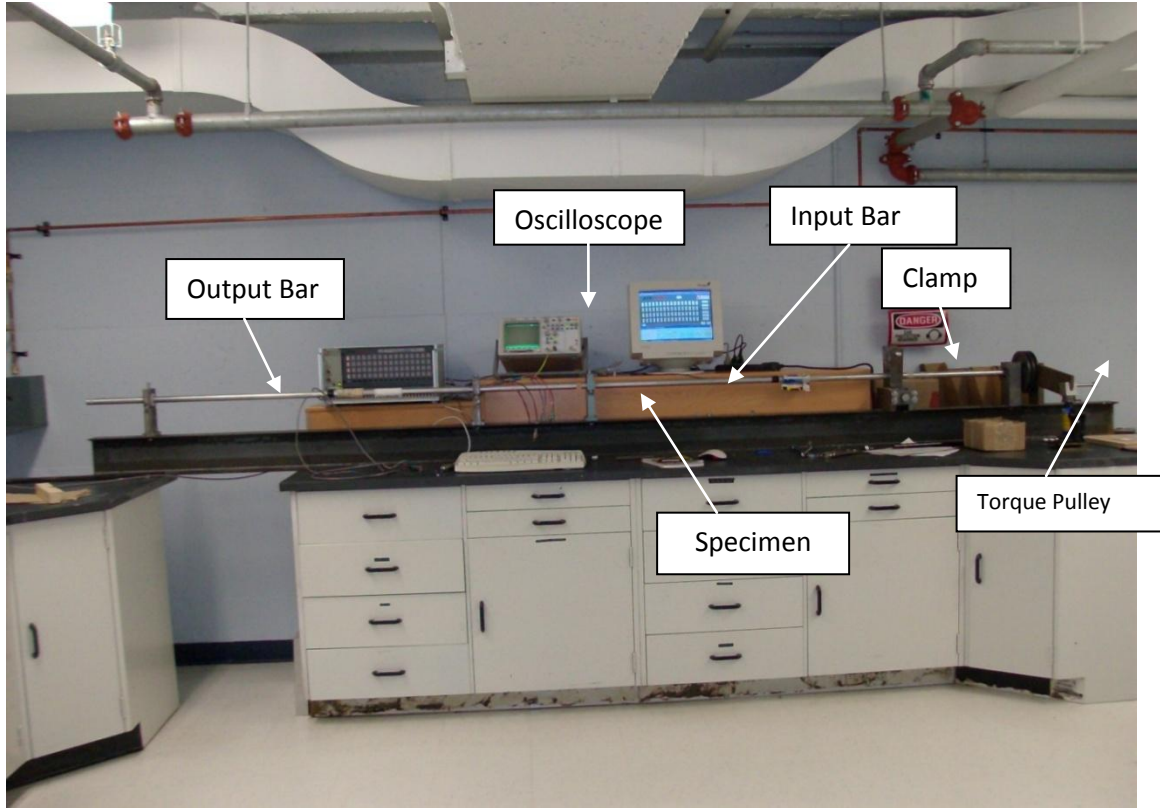 Oscilloscope
Input Bar
Output Bar
Clamp
DANGER
Torque Pulley
Specimen